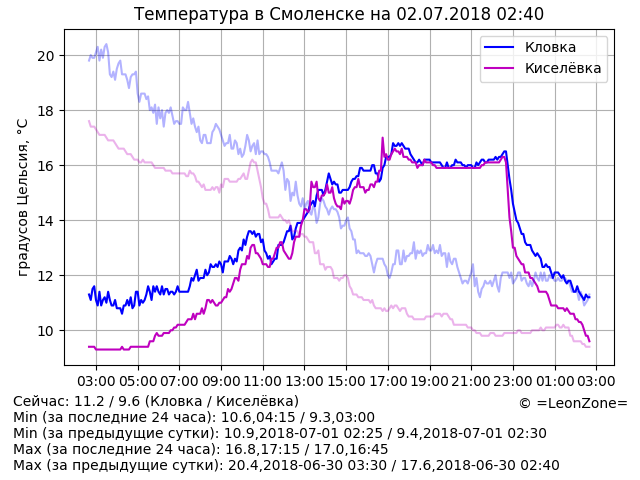 Температура в Смоленске на 02.07.2018 02:40
градусов Цельсия, °C
20
18
16
14
12
10
Кловка
Киселёвка
03:00 05:00 07:00 09:00 11:00 13:00 15:00 17:00 19:00 21:00 23:00 01:00 03:00
Сейчас: 11.2 / 9.6 (Кловка / Киселёвка)
© =LeonZone=
Min (за последние 24 часа): 10.6,04:15 / 9.3,03:00
Min (за предыдущие сутки): 10.9,2018-07-01 02:25 / 9.4,2018-07-01 02:30
Max (за последние 24 часа): 16.8,17:15 / 17.0,16:45
Max (за предыдущие сутки): 20.4,2018-06-30 03:30 / 17.6,2018-06-30 02:40